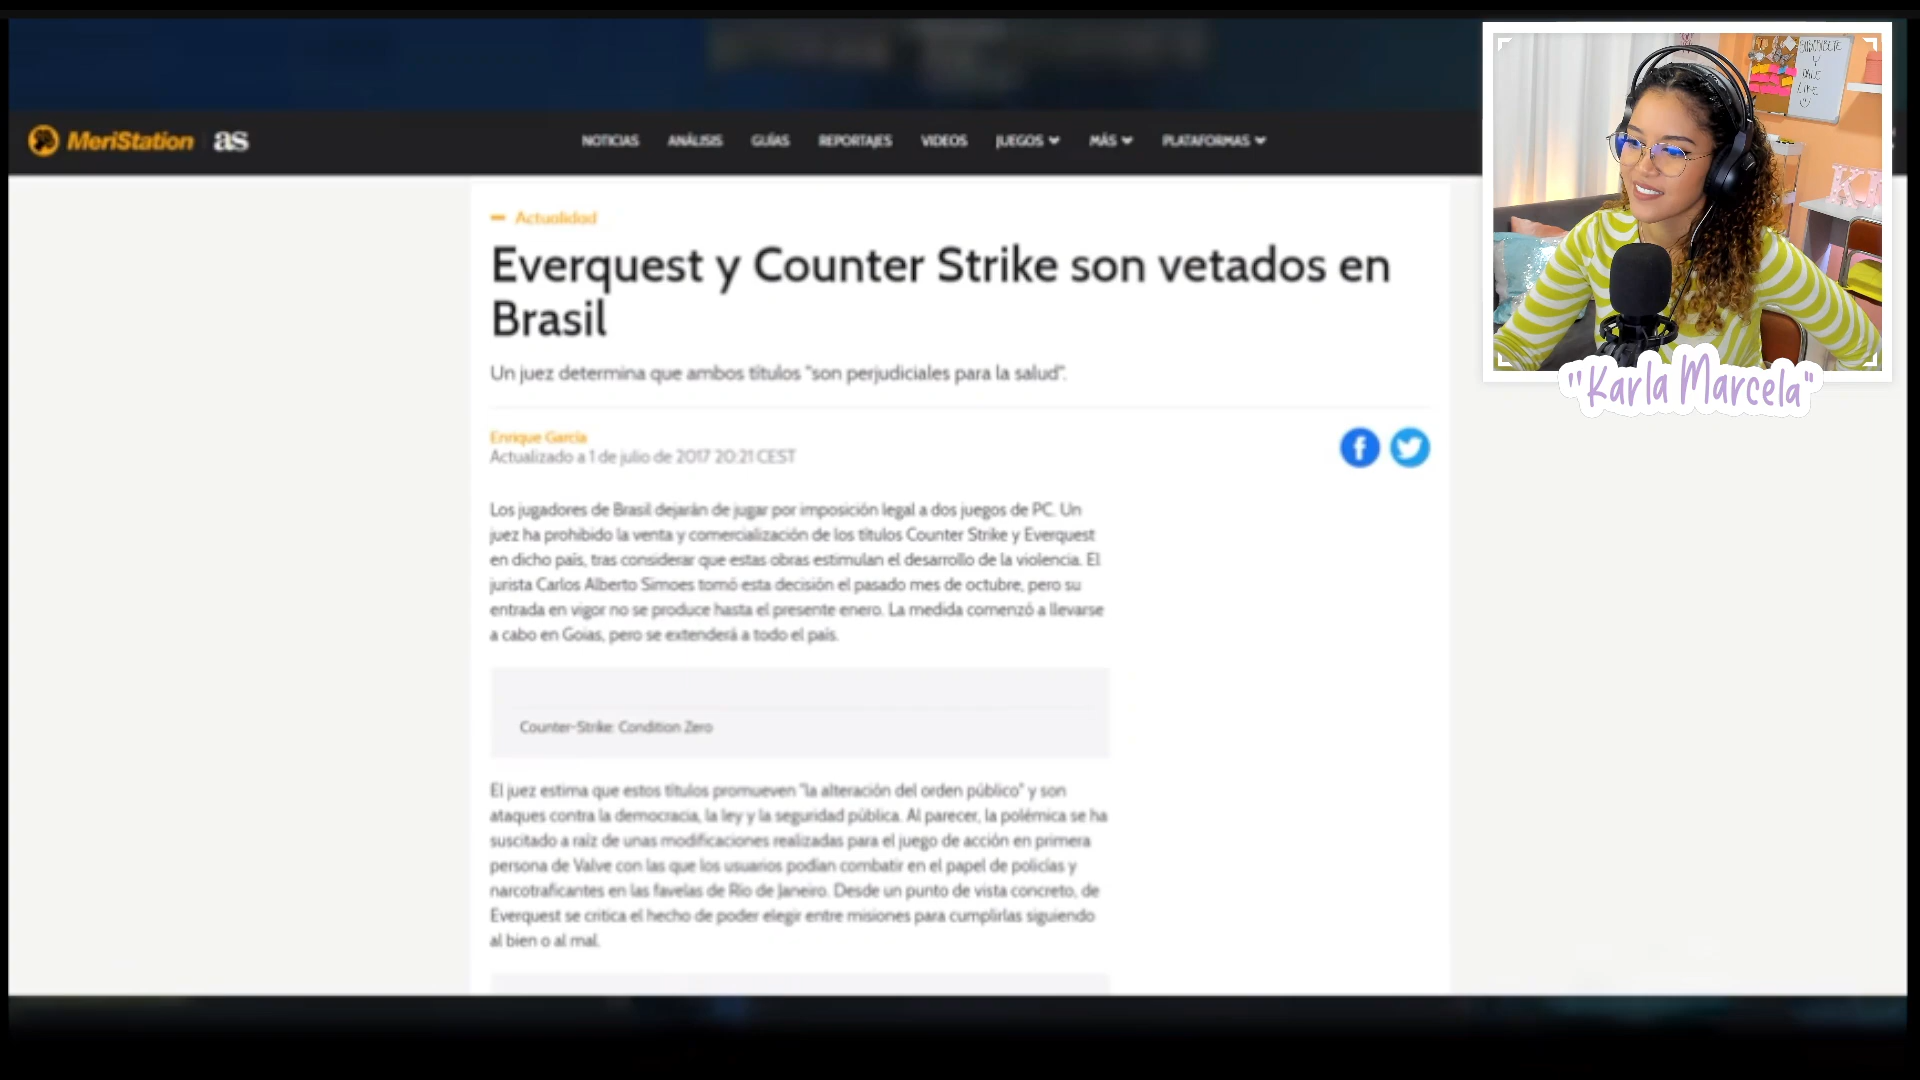 MeriStation as
NOTICIAS ANÁLISIS GUÍAS REPORTAJES VIDEOS JUEGOS MÁS PLATAFORMAS
SUSCRIBETE
Y
DALE
LIKE
"Karla Marcela"
Actualidad
Everquest y Counter Strike son vetados en
Brasil
Un juez determina que ambos títulos "son perjudiciales para la salud".
Enrique García
Actualizado a 1 de julio de 2017 20:21 CEST
Los jugadores de Brasil dejarán de jugar por imposición legal a dos juegos de PC. Un
juez ha prohibido la venta y comercialización de los títulos Counter Strike y Everquest
en dicho país, tras considerar que estas obras estimulan el desarrollo de la violencia. El
jurista Carlos Alberto Simoes tomó esta decisión el pasado mes de octubre, pero su
entrada en vigor no se produce hasta el presente enero. La medida comenzó a llevarse
a cabo en Goias, pero se extenderá a todo el país.
Counter-Strike: Condition Zero
El juez estima que estos títulos promueven "la alteración del orden público" y son
ataques contra la democracia, la ley y la seguridad pública. Al parecer, la polémica se ha
suscitado a raíz de unas modificaciones realizadas para el juego de acción en primera
persona de Valve con las que los usuarios podían combatir en el papel de policías y
narcotraficantes en las favelas de Río de Janeiro. Desde un punto de vista concreto, de
Everquest se critica el hecho de poder elegir entre misiones para cumplirlas siguiendo
al bien o al mal.